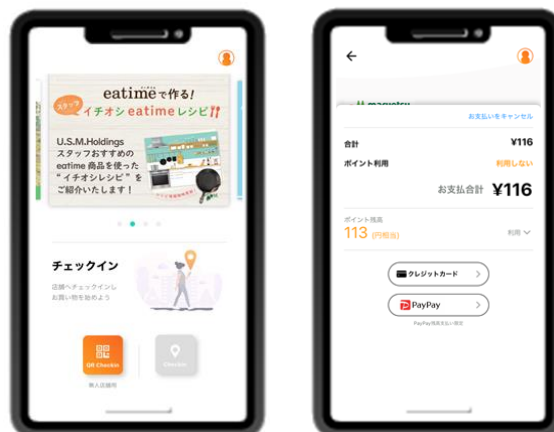 eatimeで作る!
スタッフ
イチオシeatimeレシピ
U.S.M.Holdings
スタッフおすすめの
eatime 商品を使った
“イチオシレシピ”を
ご紹介いたします!
チェックイン
店舗へチェックインし
お買い物を始めよう
QR Checkin
Checkin
無人店舗用
maruetsu
お支払いをキャンセル
合計 ¥116
ポイント利用 利用しない
お支払合計 ¥116
ポイント残高
113 (円相当) 利用
クレジットカード
PayPay
PayPay残高支払い限定